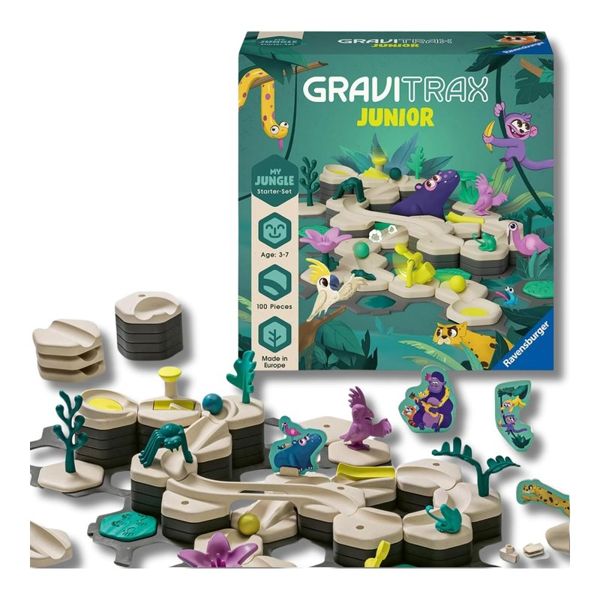 GRAVITRAX
JUNIOR
MY
JUNGLE
Starter-Set
Age: 3-7
100 Pieces
Made in
Europe
Ravensburger